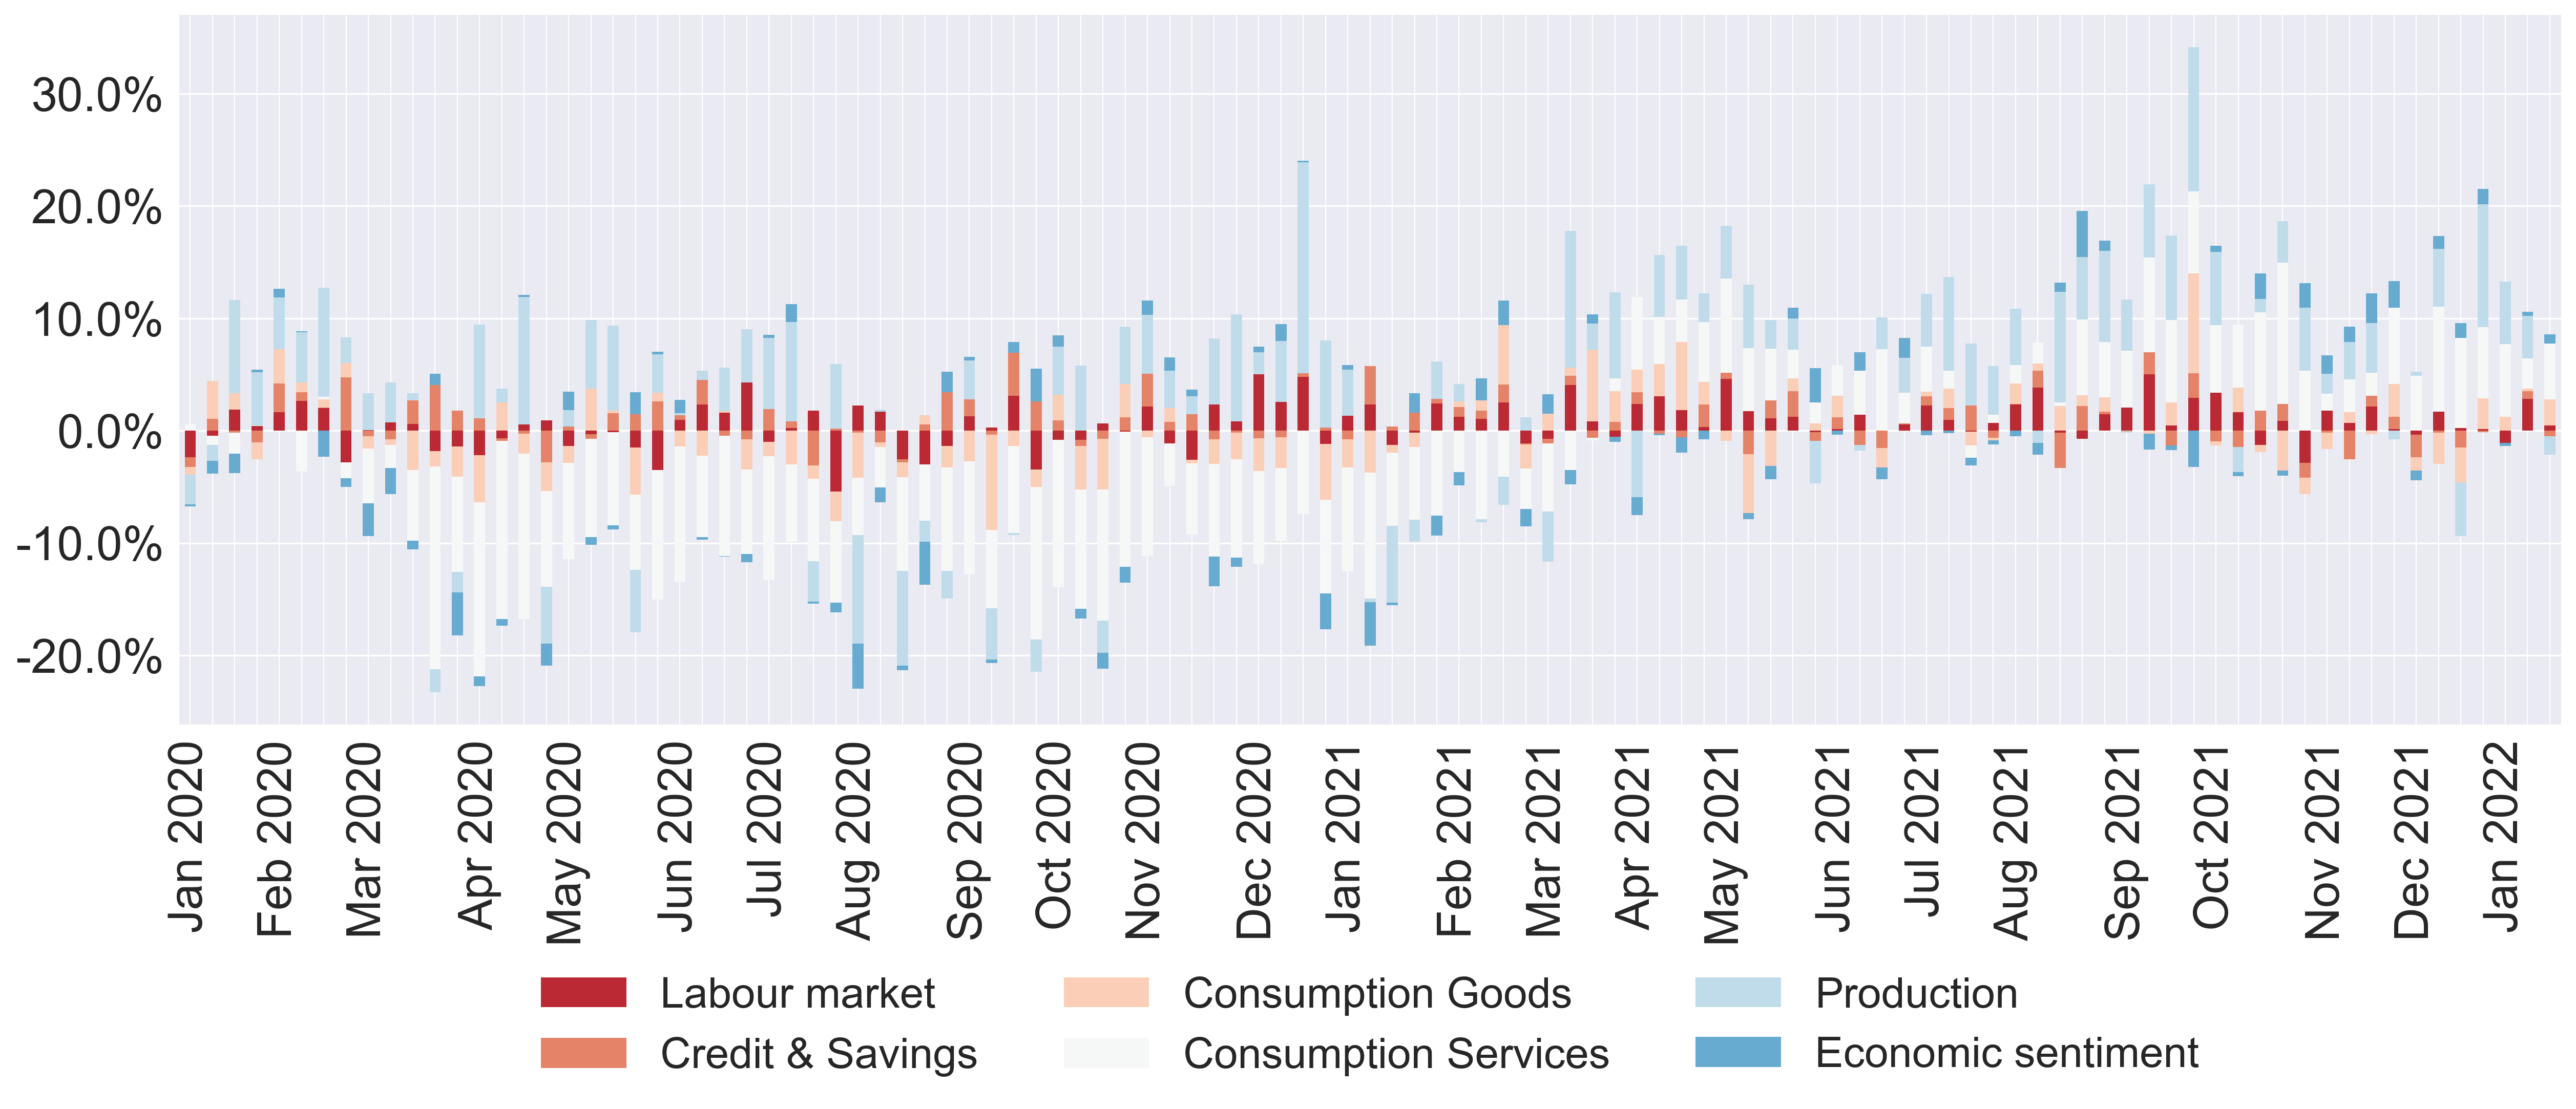 30.0%
20.0%
10.0%
0.0%
-10.0%
-20.0%
Jan 2020
Feb 2020
Mar 2020
Apr 2020
May 2020
Jun 2020
Jul 2020
Aug 2020
Sep 2020
Oct 2020
Nov 2020
Dec 2020
Jan 2021
Feb 2021
Mar 2021
Apr 2021
May 2021
Jun 2021
Jul 2021
Aug 2021
Sep 2021
Oct 2021
Nov 2021
Dec 2021
Jan 2022
Labour market
Credit & Savings
Consumption Goods
Consumption Services
Production
Economic sentiment